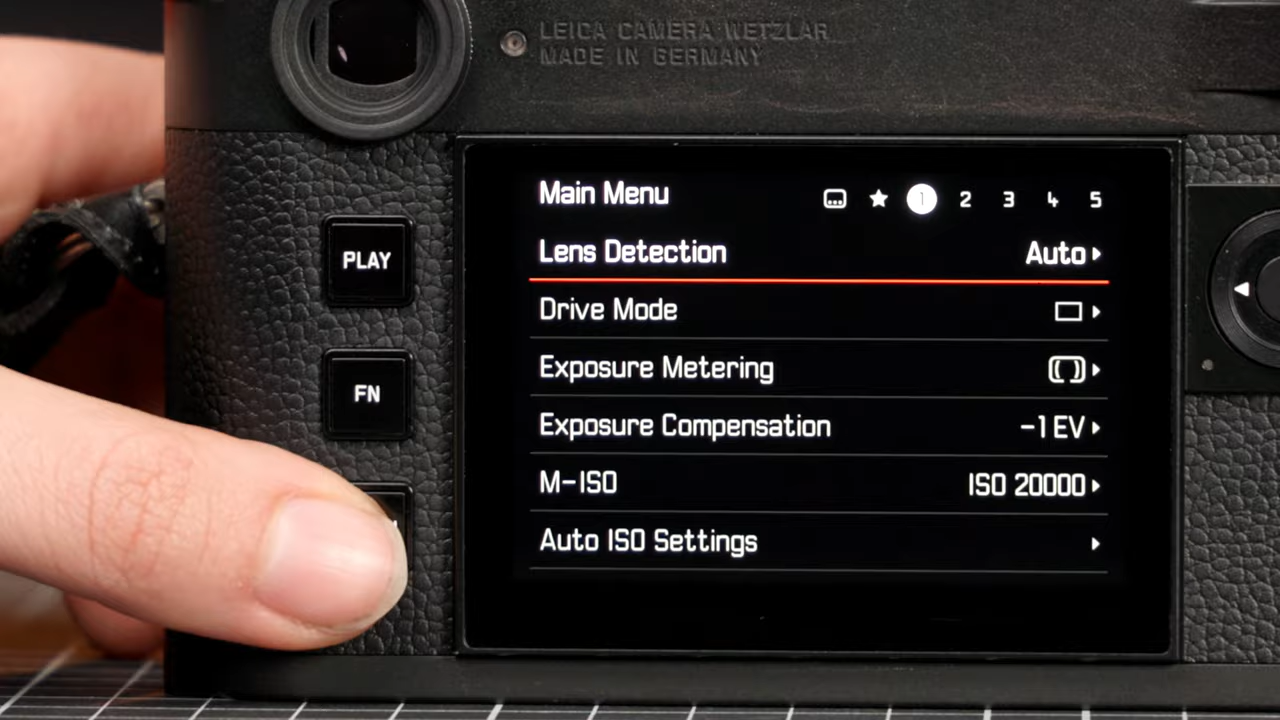 LEICA CAMERA WETZLAR
MADE IN GERMANY
Main Menu 1 2 3 4 5
Lens Detection Auto
Drive Mode
Exposure Metering
Exposure Compensation -1 EV
M-ISO ISO 20000
Auto ISO Settings
PLAY
FN